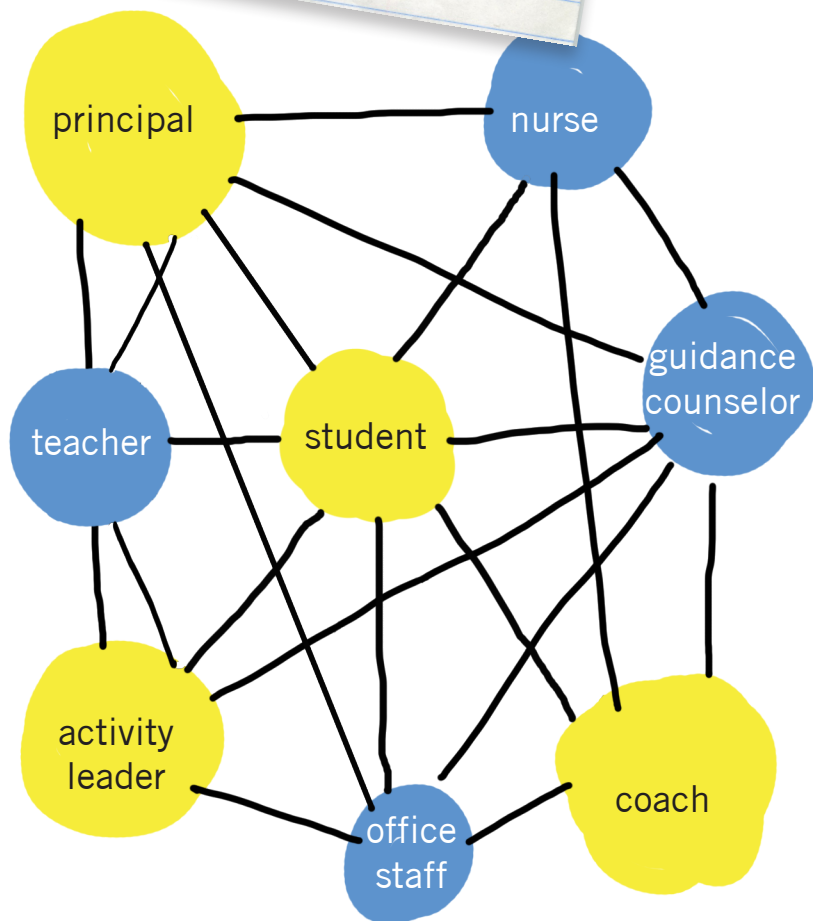 principal
nurse
guidance
counselor
teacher
student
activity
leader
coach
office
staff